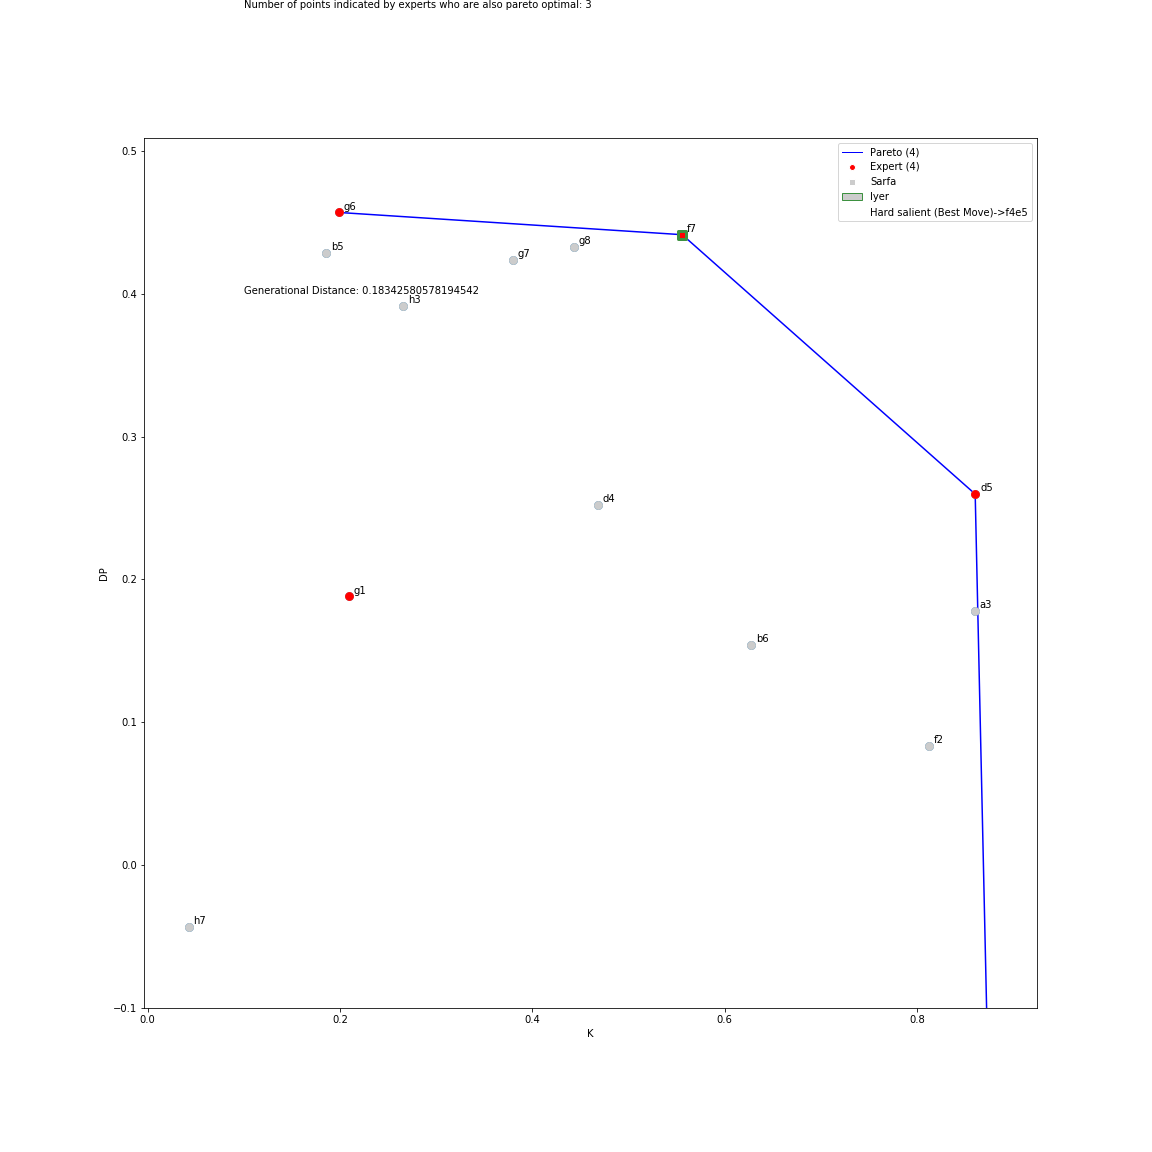 Number of points indicated by experts who are also pareto optimal: 3
0.5
Pareto (4)
Expert (4)
Sarfa
Iyer
Hard salient (Best Move)->f4e5
g6
f7
g8
b5
g7
0.4
Generational Distance: 0.18342580578194542
h3
0.3
d5
d4
DP
0.2
g1
a3
b6
0.1
f2
0.0
h7
−0.1
0.0
0.2
0.4
0.6
0.8
K